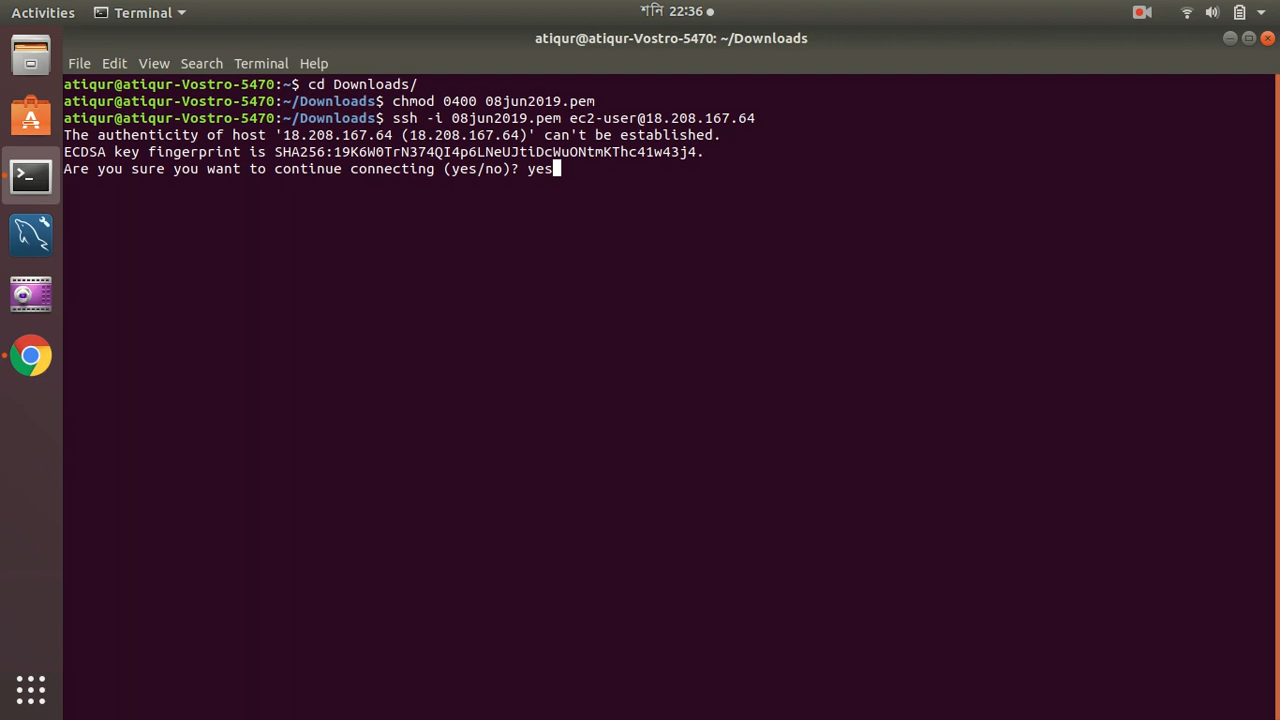 Activities Terminal শনি 22:36
atiqur@atiqur-Vostro-5470: ~/Downloads
File Edit View Search Terminal Help
atiqur@atiqur-Vostro-5470:~$ cd Downloads/
atiqur@atiqur-Vostro-5470:~/Downloads$ chmod 0400 08jun2019.pem
atiqur@atiqur-Vostro-5470:~/Downloads$ ssh -i 08jun2019.pem ec2-user@18.208.167.64
The authenticity of host '18.208.167.64 (18.208.167.64)' can't be established.
ECDSA key fingerprint is SHA256:19K6W0TrN374QI4p6LNeUJtiDcWuONtmKThc41w43j4.
Are you sure you want to continue connecting (yes/no)? yes